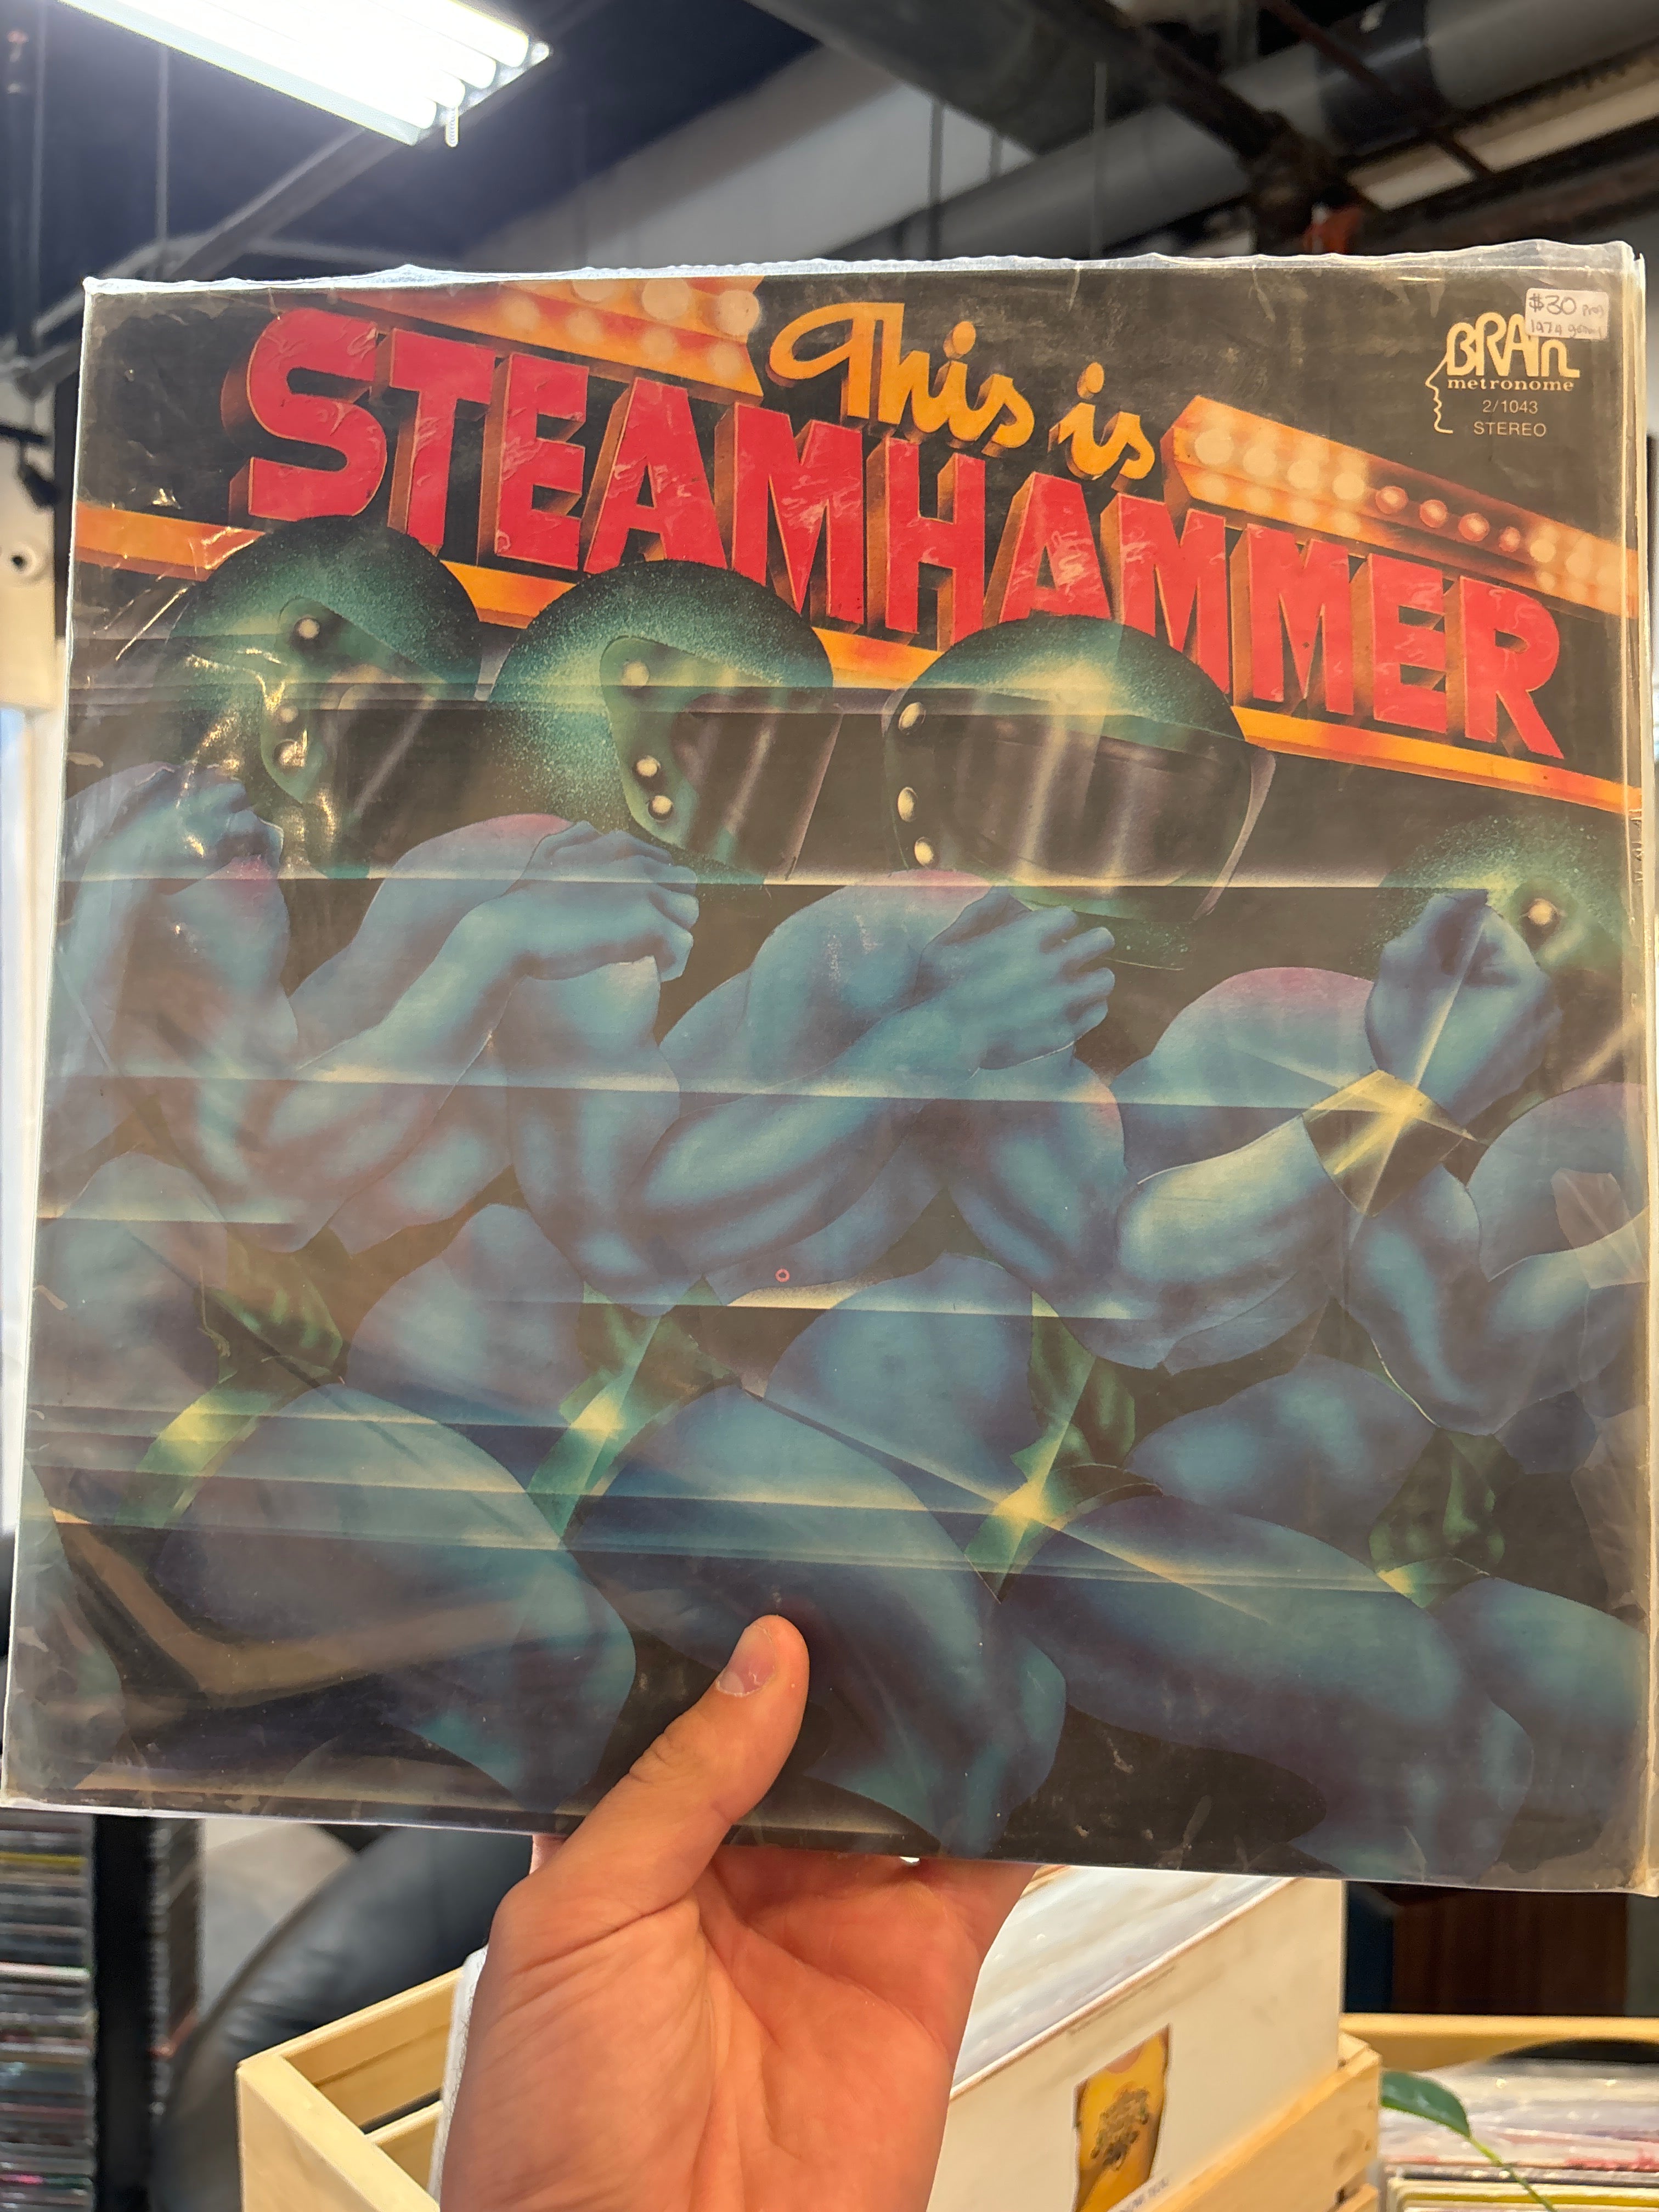 This is
STEAMHAMMER
$30
BRAIN
metronome
2/1043
STEREO